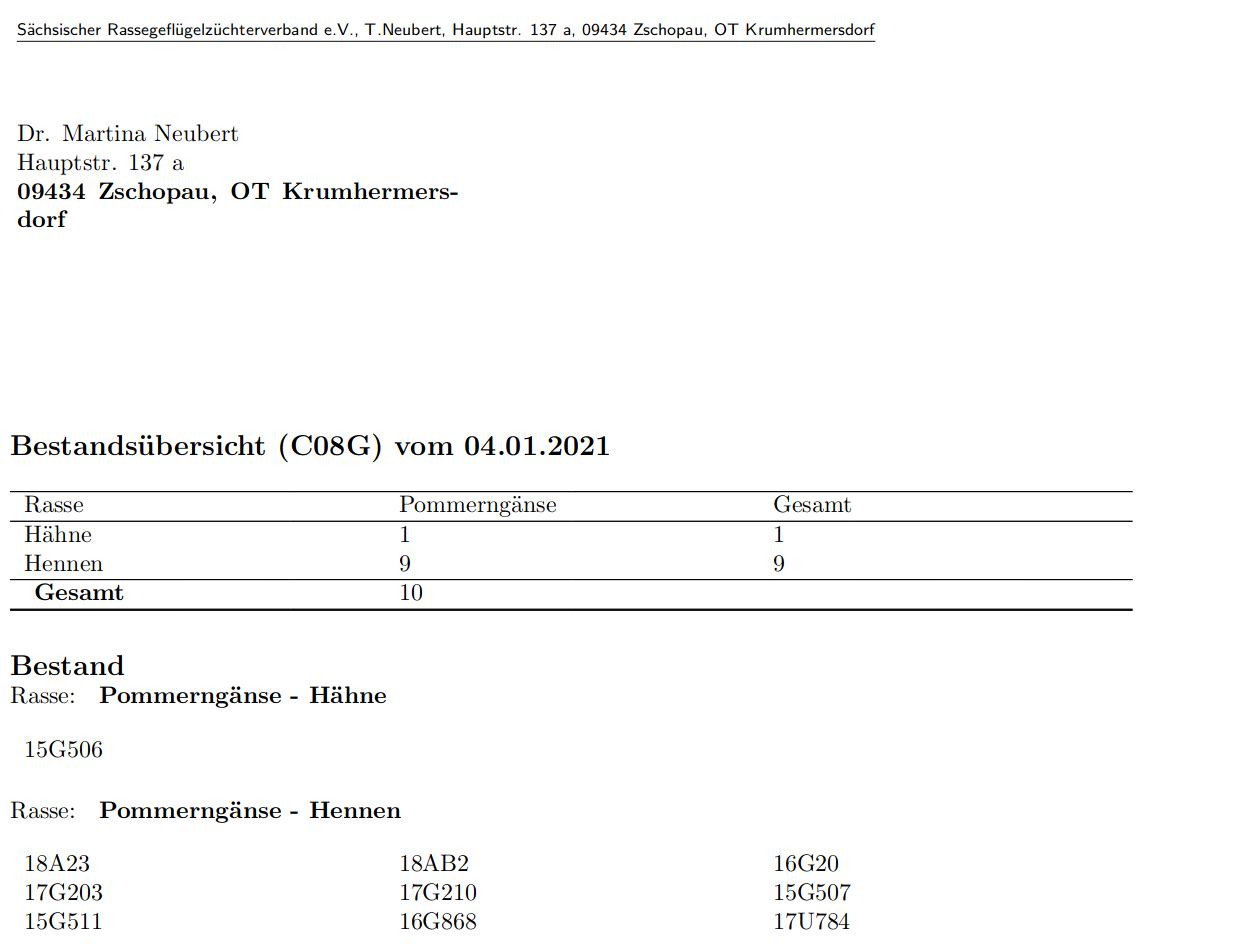 Sächsischer Rassegeflügelzüchterverband e.V., T.Neubert, Hauptstr. 137 a, 09434 Zschopau, OT Krumhermersdorf
Dr. Martina Neubert
Hauptstr. 137 a
09434 Zschopau, OT Krumhermers-
dorf
Bestandsübersicht (C08G) vom 04.01.2021
Rasse Pommerngänse Gesamt
Hähne 1 1
Hennen 9 9
Gesamt 10
Bestand
Rasse: Pommerngänse - Hähne
15G506
Rasse: Pommerngänse - Hennen
18A23 18AB2 16G20
17G203 17G210 15G507
15G511 16G868 17U784